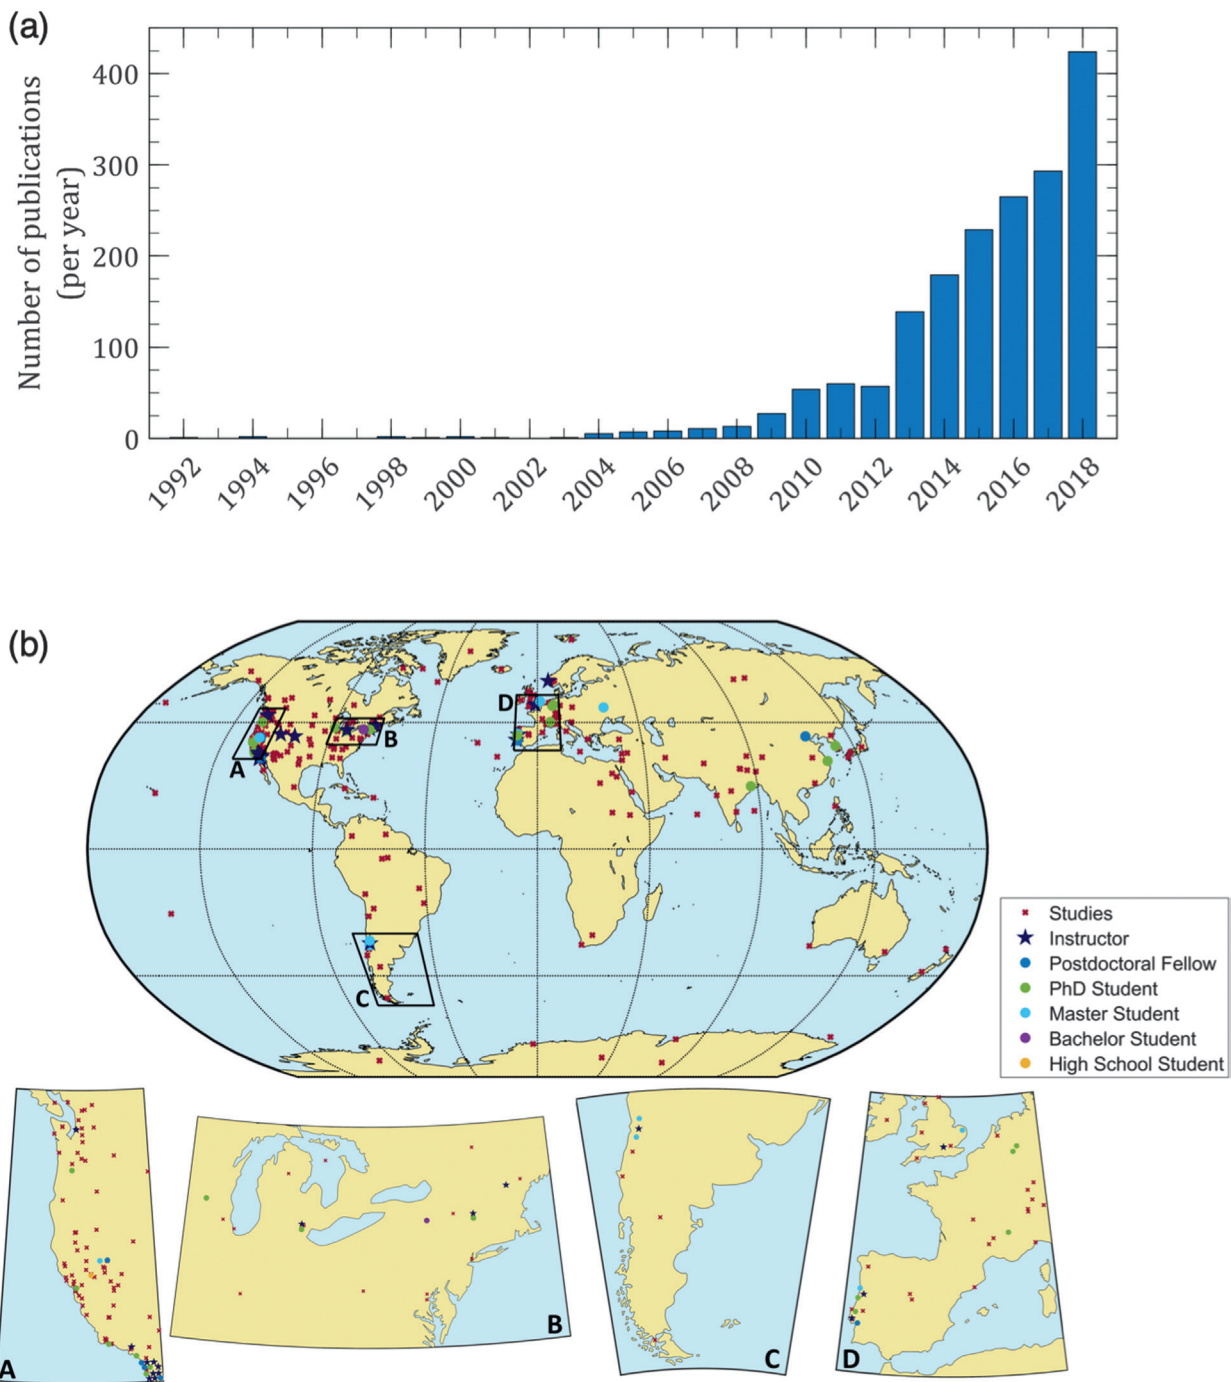 (a)
Number of publications
(per year)
400
300
200
100
0
1992
1994
1996
1998
2000
2002
2004
2006
2008
2010
2012
2014
2016
2018
(b)
D
B
A
C
Studies
Instructor
Postdoctoral Fellow
PhD Student
Master Student
Bachelor Student
High School Student
A
B
C
D